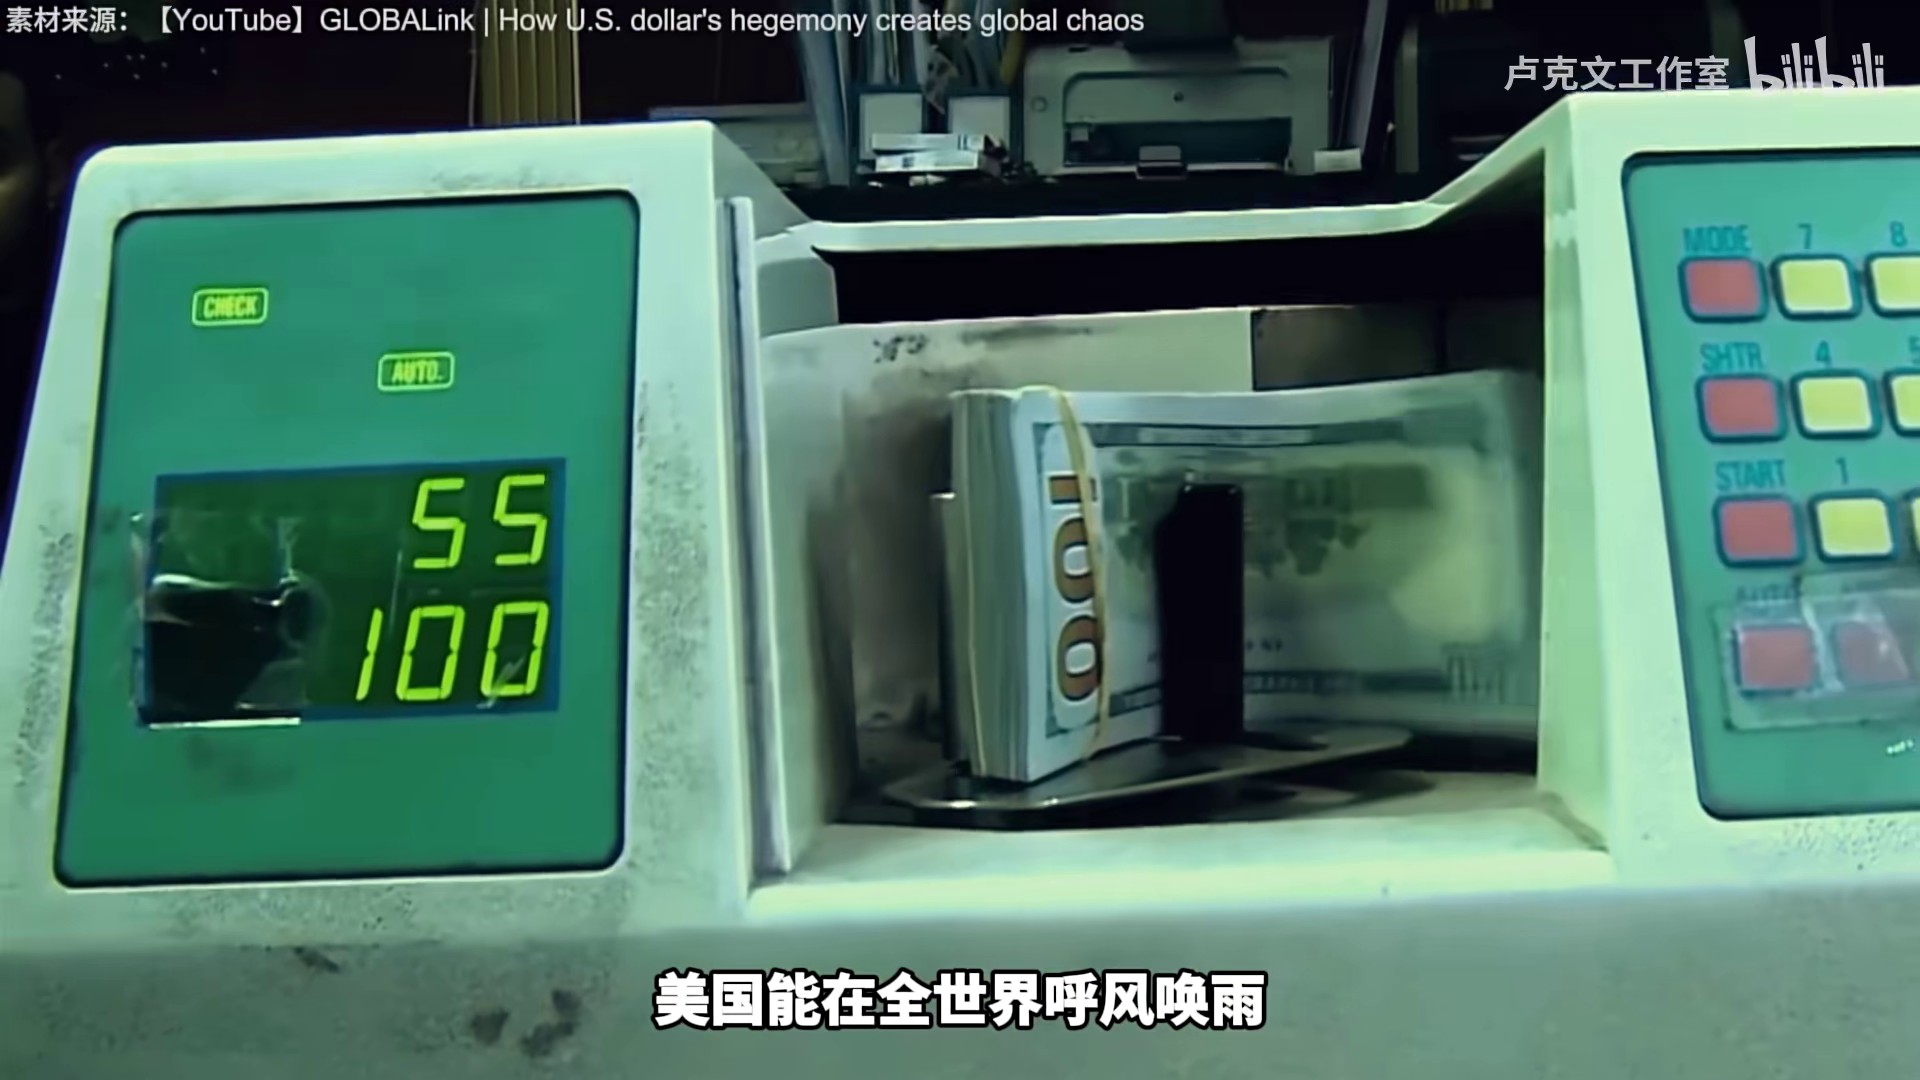 素材来源：【YouTube】GLOBALink | How U.S. dollar's hegemony creates global chaos
卢克文工作室 bilibili
CHECK
AUTO.
55
100
100
MODE 7 8
SHTR 4 5
START 1
美国能在全世界呼风唤雨